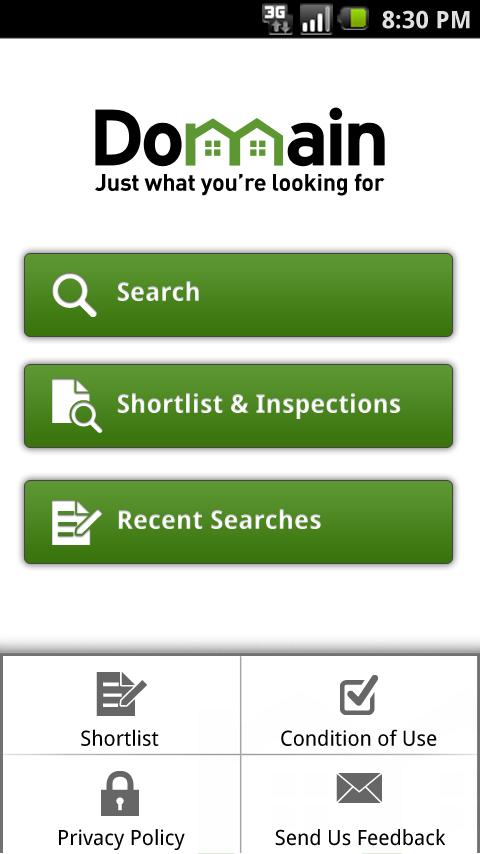 3G 8:30 PM
Domain
Just what you're looking for
Search
Shortlist & Inspections
Recent Searches
Shortlist
Condition of Use
Privacy Policy
Send Us Feedback